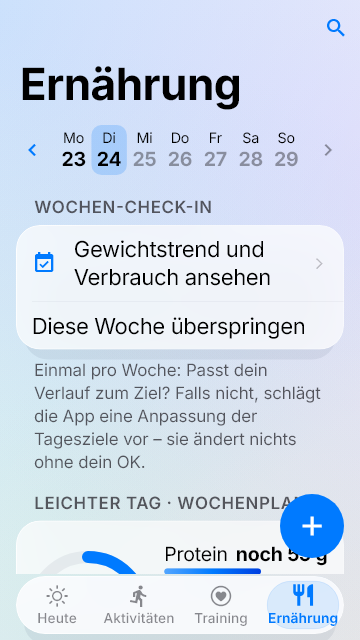 Ernährung
Mo Di Mi Do Fr Sa So
23 24 25 26 27 28 29
WOCHEN-CHECK-IN
Gewichtstrend und
Verbrauch ansehen
Diese Woche überspringen
Einmal pro Woche: Passt dein
Verlauf zum Ziel? Falls nicht, schlägt
die App eine Anpassung der
Tagesziele vor – sie ändert nichts
ohne dein OK.
LEICHTER TAG · 
Protein noch g
Heute Aktivitäten Training Ernährung